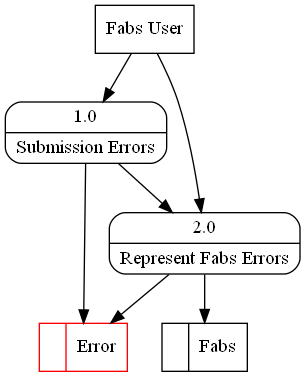 Fabs User
1.0
Submission Errors
2.0
Represent Fabs Errors
Error
Fabs